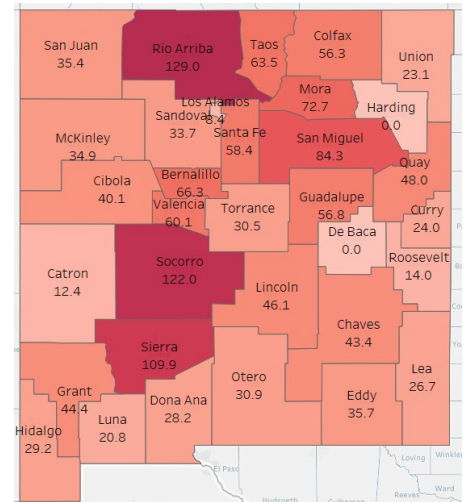 San Juan
35.4
Rio Arriba
129.0
Taos
63.5
Colfax
56.3
Union
23.1
Los Alamos
8.4
Mora
72.7
Harding
0.0
McKinley
34.9
Sandoval
33.7
Santa Fe
58.4
San Miguel
84.3
Quay
48.0
Cibola
40.1
Bernalillo
66.3
Valencia
60.1
Torrance
30.5
Guadalupe
56.8
Curry
24.0
De Baca
0.0
Roosevelt
14.0
Catron
12.4
Socorro
122.0
Lincoln
46.1
Chaves
43.4
Sierra
109.9
Otero
30.9
Lea
26.7
Grant
44.4
Eddy
35.7
Hidalgo
29.2
Luna
20.8
Dona Ana
28.2
El Paso
Hudspeth
Culberson
Reeves
Loving
Winkler
Ward